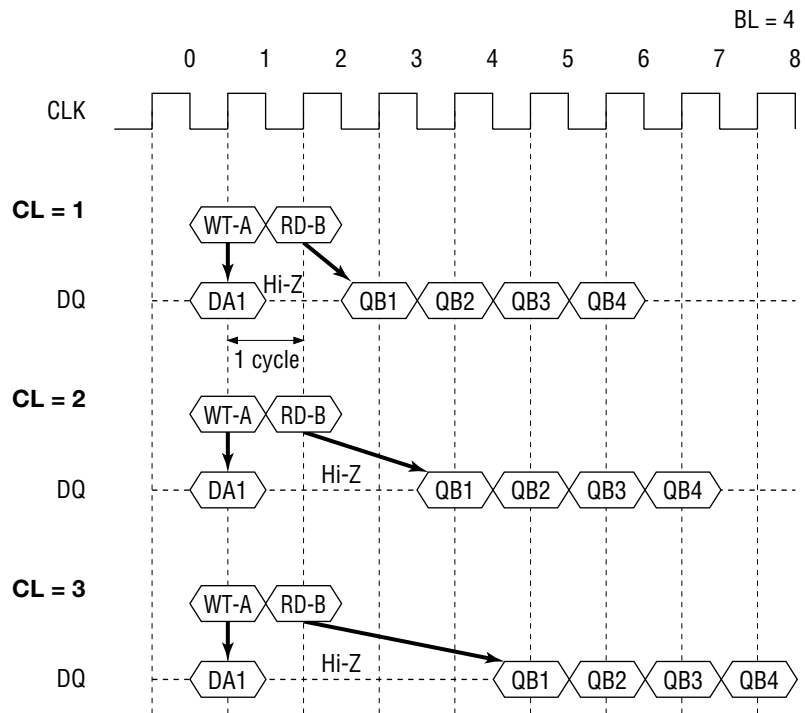 BL = 4
0 1 2 3 4 5 6 7 8
CLK
CL = 1
WT-A RD-B
Hi-Z
DQ DA1 QB1 QB2 QB3 QB4
1 cycle
CL = 2
WT-A RD-B
Hi-Z
DQ DA1 QB1 QB2 QB3 QB4
CL = 3
WT-A RD-B
Hi-Z
DQ DA1 QB1 QB2 QB3 QB4